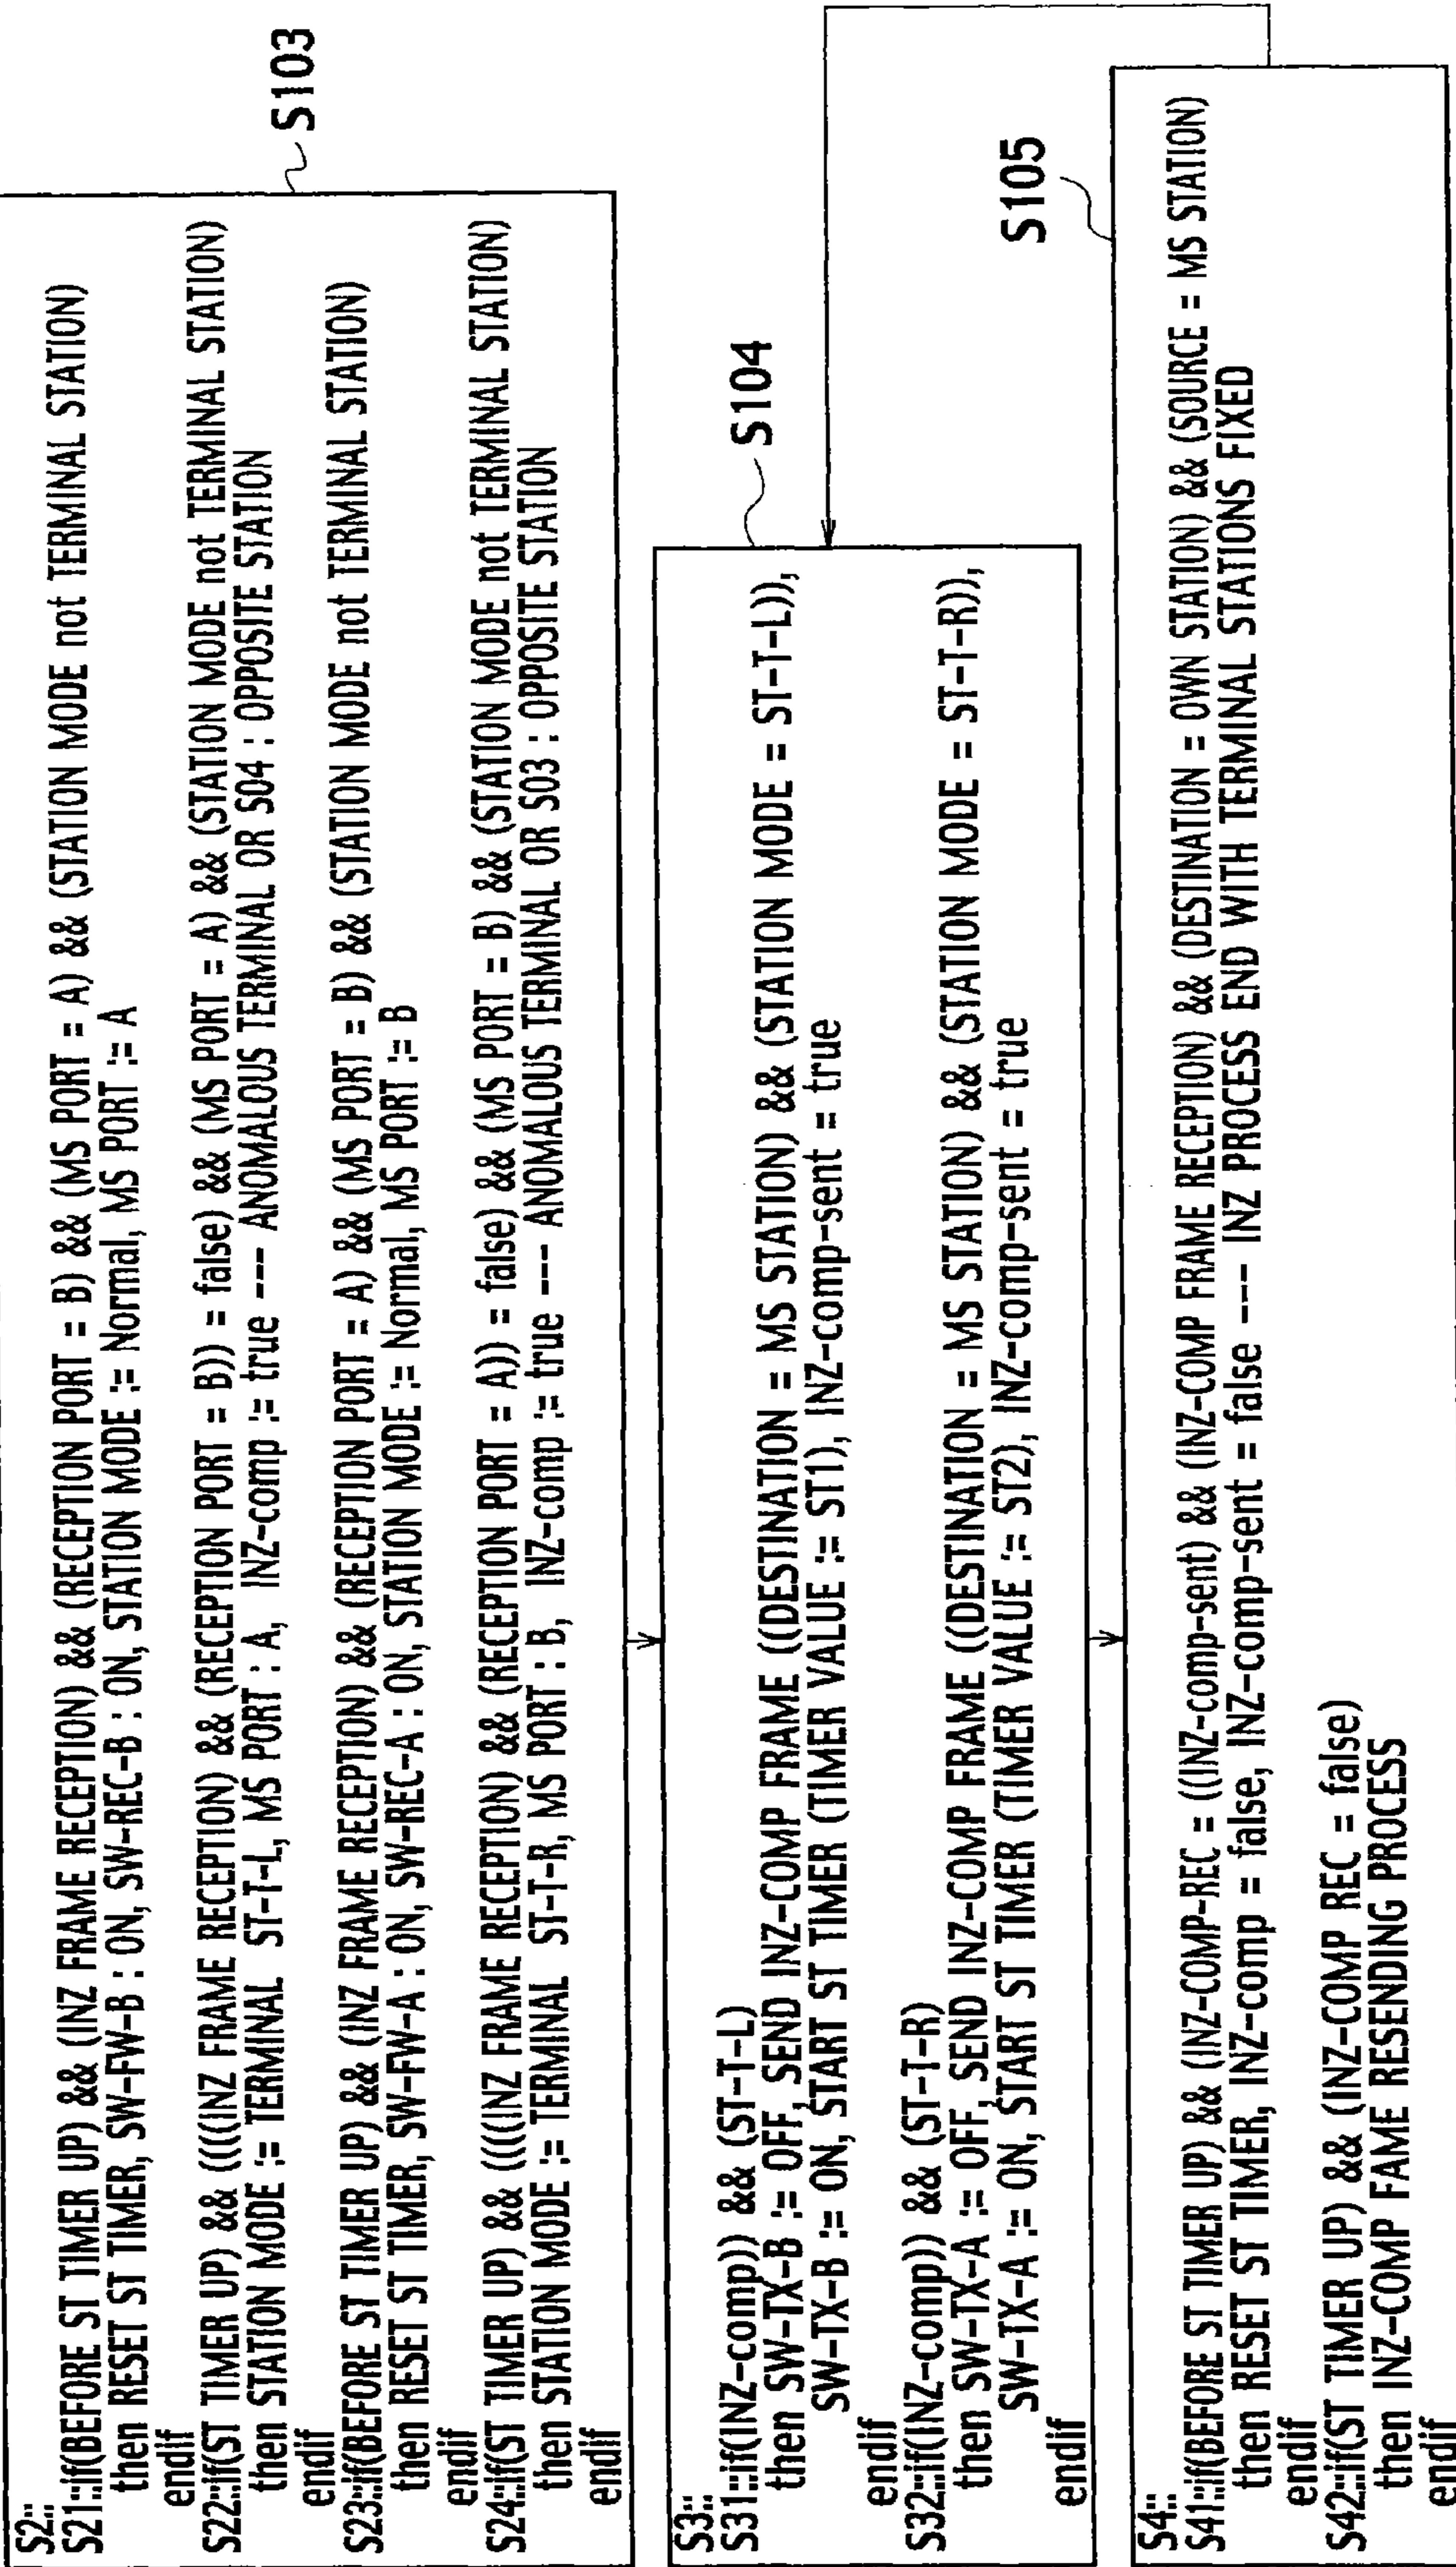 S2::
S21::if(BEFORE ST TIMER UP) && (INZ FRAME RECEPTION) && (RECEPTION PORT = B) && (MS PORT = A) && (STATION MODE not TERMINAL STATION)
then RESET ST TIMER, SW-FW-B : ON, SW-REC-B : ON, STATION MODE := Normal, MS PORT := A
endif
S22::if(ST TIMER UP) && ((((INZ FRAME RECEPTION) && (RECEPTION PORT = B)) = false) && (MS PORT = A) && (STATION MODE not TERMINAL STATION)
then STATION MODE := TERMINAL ST-T-L, MS PORT : A, INZ-comp := true --- ANOMALOUS TERMINAL OR S04 : OPPOSITE STATION
endif
S23::if(BEFORE ST TIMER UP) && (INZ FRAME RECEPTION) && (RECEPTION PORT = A) && (MS PORT = B) && (STATION MODE not TERMINAL STATION)
then RESET ST TIMER, SW-FW-A : ON, SW-REC-A : ON, STATION MODE := Normal, MS PORT := B
endif
S24::if(ST TIMER UP) && ((((INZ FRAME RECEPTION) && (RECEPTION PORT = A)) = false) && (MS PORT = B) && (STATION MODE not TERMINAL STATION)
then STATION MODE := TERMINAL ST-T-R, MS PORT : B, INZ-comp := true --- ANOMALOUS TERMINAL OR S03 : OPPOSITE STATION
endif
S103
S3::
S31::if(INZ-comp)) && (ST-T-L)
then SW-TX-B := OFF, SEND INZ-COMP FRAME ((DESTINATION = MS STATION) && (STATION MODE = ST-T-L)),
SW-TX-B := ON, START ST TIMER (TIMER VALUE := ST1), INZ-comp-sent = true
endif
S32::if(INZ-comp)) && (ST-T-R)
then SW-TX-A := OFF, SEND INZ-COMP FRAME ((DESTINATION = MS STATION) && (STATION MODE = ST-T-R)),
SW-TX-A := ON, START ST TIMER (TIMER VALUE := ST2), INZ-comp-sent = true
endif
S104
S4::
S41::if(BEFORE ST TIMER UP) && (INZ-COMP-REC = ((INZ-comp-sent) && (INZ-COMP FRAME RECEPTION) && (DESTINATION = OWN STATION) && (SOURCE = MS STATION)
then RESET ST TIMER, INZ-comp = false, INZ-comp-sent = false --- INZ PROCESS END WITH TERMINAL STATIONS FIXED
endif
S42::if(ST TIMER UP) && (INZ-COMP REC = false)
then INZ-COMP FAME RESENDING PROCESS
endif
S105